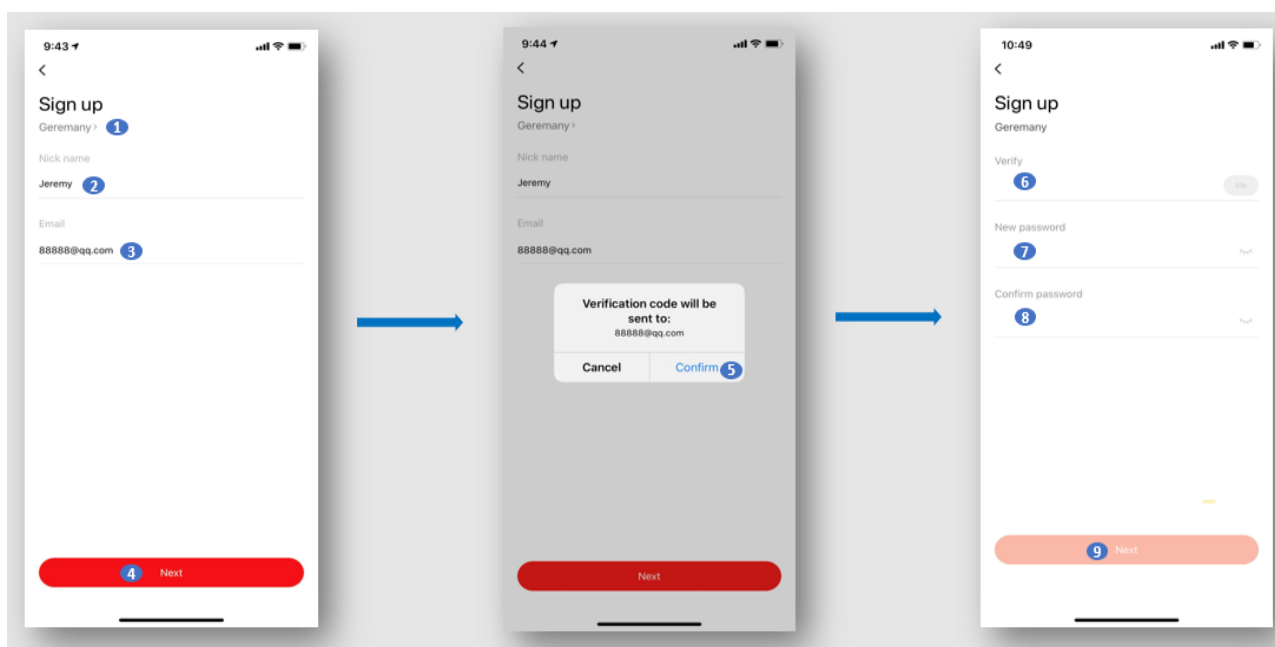 9:43
Sign up
Geremany >
1
Nick name
Jeremy
2
Email
88888@qq.com
3
4
Next
9:44
Sign up
Geremany >
Nick name
Jeremy
Email
88888@qq.com
Verification code will be
sent to:
88888@qq.com
Cancel
Confirm
5
Next
10:49
Sign up
Geremany
Verify
6
New password
7
Confirm password
8
9
Next